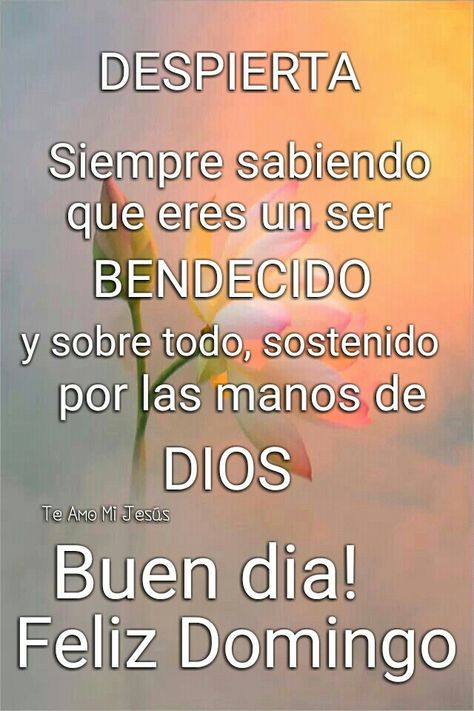 DESPIERTA
Siempre sabiendo
que eres un ser
BENDECIDO
y sobre todo, sostenido
por las manos de
DIOS
Te Amo Mi Jesús
Buen dia!
Feliz Domingo